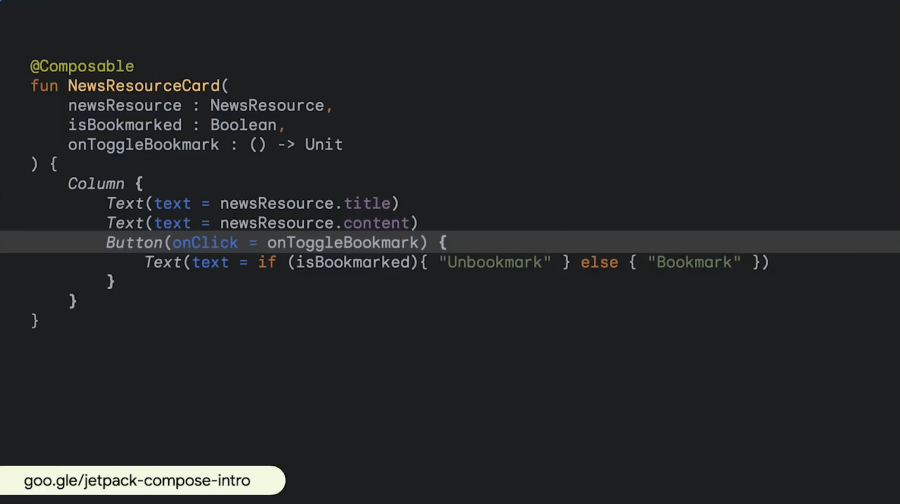 @Composable
fun NewsResourceCard(
    newsResource : NewsResource,
    isBookmarked : Boolean,
    onToggleBookmark : () -> Unit
) {
    Column {
        Text(text = newsResource.title)
        Text(text = newsResource.content)
        Button(onClick = onToggleBookmark) {
            Text(text = if (isBookmarked){ "Unbookmark" } else { "Bookmark" })
        }
    }
}
goo.gle/jetpack-compose-intro